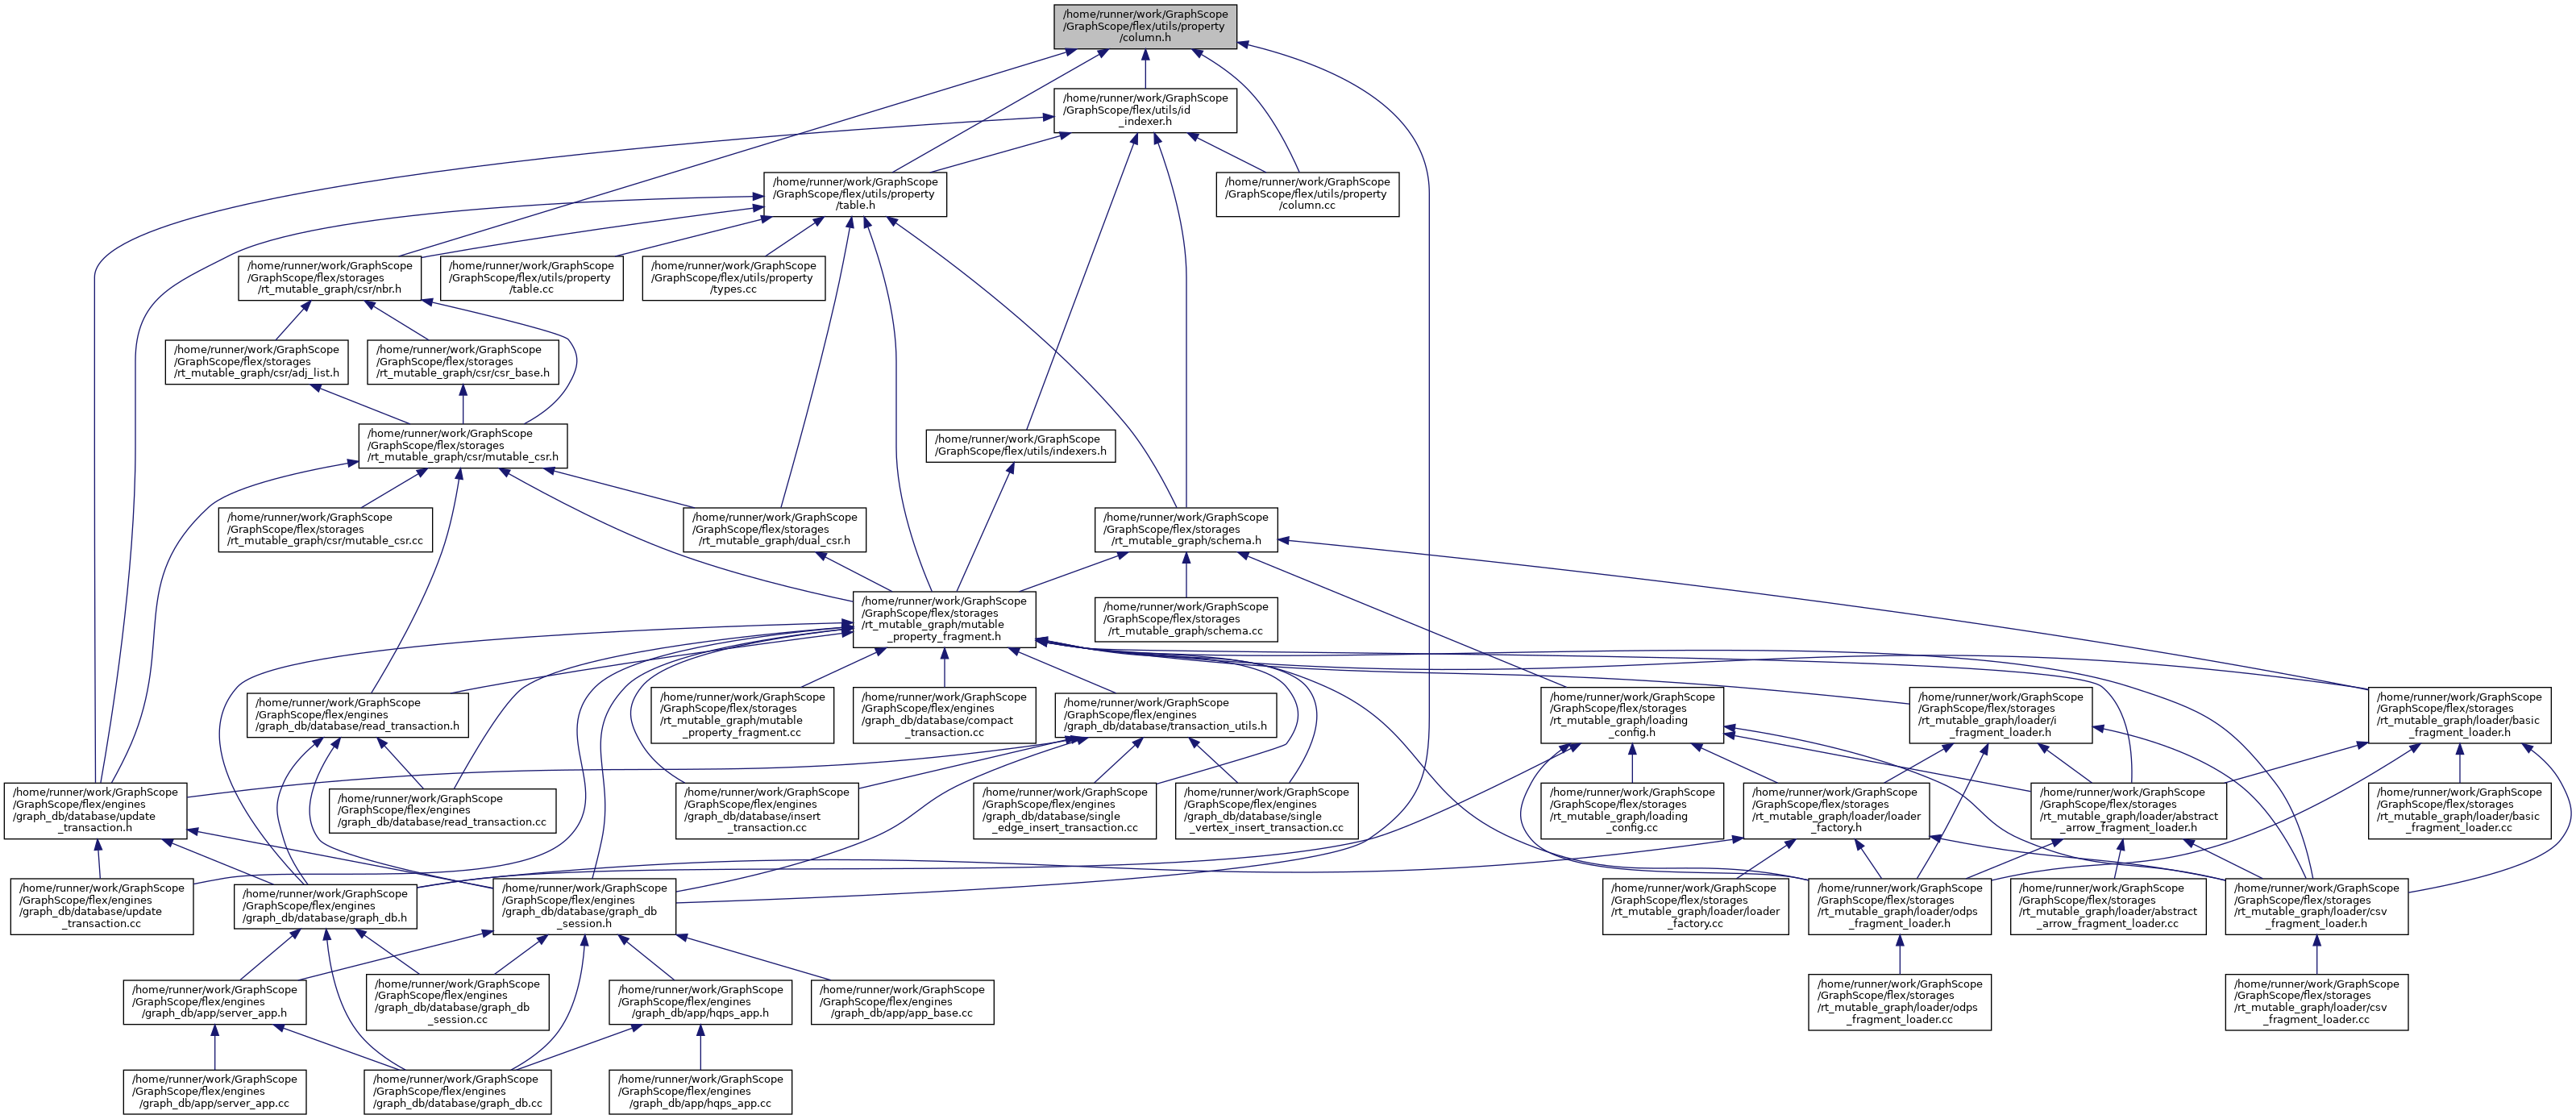 /home/runner/work/GraphScope
/GraphScope/flex/utils/property
/column.h
/home/runner/work/GraphScope
/GraphScope/flex/utils/id
_indexer.h
/home/runner/work/GraphScope
/GraphScope/flex/utils/property
/table.h
/home/runner/work/GraphScope
/GraphScope/flex/utils/property
/column.cc
/home/runner/work/GraphScope
/GraphScope/flex/storages
/rt_mutable_graph/csr/nbr.h
/home/runner/work/GraphScope
/GraphScope/flex/utils/property
/table.cc
/home/runner/work/GraphScope
/GraphScope/flex/utils/property
/types.cc
/home/runner/work/GraphScope
/GraphScope/flex/storages
/rt_mutable_graph/csr/adj_list.h
/home/runner/work/GraphScope
/GraphScope/flex/storages
/rt_mutable_graph/csr/csr_base.h
/home/runner/work/GraphScope
/GraphScope/flex/storages
/rt_mutable_graph/csr/mutable_csr.h
/home/runner/work/GraphScope
/GraphScope/flex/utils/indexers.h
/home/runner/work/GraphScope
/GraphScope/flex/storages
/rt_mutable_graph/csr/mutable_csr.cc
/home/runner/work/GraphScope
/GraphScope/flex/storages
/rt_mutable_graph/dual_csr.h
/home/runner/work/GraphScope
/GraphScope/flex/storages
/rt_mutable_graph/schema.h
/home/runner/work/GraphScope
/GraphScope/flex/storages
/rt_mutable_graph/mutable
_property_fragment.h
/home/runner/work/GraphScope
/GraphScope/flex/storages
/rt_mutable_graph/schema.cc
/home/runner/work/GraphScope
/GraphScope/flex/engines
/graph_db/database/read_transaction.h
/home/runner/work/GraphScope
/GraphScope/flex/storages
/rt_mutable_graph/mutable
_property_fragment.cc
/home/runner/work/GraphScope
/GraphScope/flex/engines
/graph_db/database/compact
_transaction.cc
/home/runner/work/GraphScope
/GraphScope/flex/engines
/graph_db/database/transaction_utils.h
/home/runner/work/GraphScope
/GraphScope/flex/storages
/rt_mutable_graph/loading
_config.h
/home/runner/work/GraphScope
/GraphScope/flex/storages
/rt_mutable_graph/loader/i
_fragment_loader.h
/home/runner/work/GraphScope
/GraphScope/flex/storages
/rt_mutable_graph/loader/basic
_fragment_loader.h
/home/runner/work/GraphScope
/GraphScope/flex/engines
/graph_db/database/update
_transaction.h
/home/runner/work/GraphScope
/GraphScope/flex/engines
/graph_db/database/read_transaction.cc
/home/runner/work/GraphScope
/GraphScope/flex/engines
/graph_db/database/insert
_transaction.cc
/home/runner/work/GraphScope
/GraphScope/flex/engines
/graph_db/database/single
_edge_insert_transaction.cc
/home/runner/work/GraphScope
/GraphScope/flex/engines
/graph_db/database/single
_vertex_insert_transaction.cc
/home/runner/work/GraphScope
/GraphScope/flex/storages
/rt_mutable_graph/loading
_config.cc
/home/runner/work/GraphScope
/GraphScope/flex/storages
/rt_mutable_graph/loader/loader
_factory.h
/home/runner/work/GraphScope
/GraphScope/flex/storages
/rt_mutable_graph/loader/abstract
_arrow_fragment_loader.h
/home/runner/work/GraphScope
/GraphScope/flex/storages
/rt_mutable_graph/loader/basic
_fragment_loader.cc
/home/runner/work/GraphScope
/GraphScope/flex/engines
/graph_db/database/update
_transaction.cc
/home/runner/work/GraphScope
/GraphScope/flex/engines
/graph_db/database/graph_db.h
/home/runner/work/GraphScope
/GraphScope/flex/engines
/graph_db/database/graph_db
_session.h
/home/runner/work/GraphScope
/GraphScope/flex/storages
/rt_mutable_graph/loader/loader
_factory.cc
/home/runner/work/GraphScope
/GraphScope/flex/storages
/rt_mutable_graph/loader/odps
_fragment_loader.h
/home/runner/work/GraphScope
/GraphScope/flex/storages
/rt_mutable_graph/loader/abstract
_arrow_fragment_loader.cc
/home/runner/work/GraphScope
/GraphScope/flex/storages
/rt_mutable_graph/loader/csv
_fragment_loader.h
/home/runner/work/GraphScope
/GraphScope/flex/engines
/graph_db/app/server_app.h
/home/runner/work/GraphScope
/GraphScope/flex/engines
/graph_db/database/graph_db
_session.cc
/home/runner/work/GraphScope
/GraphScope/flex/engines
/graph_db/app/hqps_app.h
/home/runner/work/GraphScope
/GraphScope/flex/engines
/graph_db/app/app_base.cc
/home/runner/work/GraphScope
/GraphScope/flex/storages
/rt_mutable_graph/loader/odps
_fragment_loader.cc
/home/runner/work/GraphScope
/GraphScope/flex/storages
/rt_mutable_graph/loader/csv
_fragment_loader.cc
/home/runner/work/GraphScope
/GraphScope/flex/engines
/graph_db/app/server_app.cc
/home/runner/work/GraphScope
/GraphScope/flex/engines
/graph_db/database/graph_db.cc
/home/runner/work/GraphScope
/GraphScope/flex/engines
/graph_db/app/hqps_app.cc